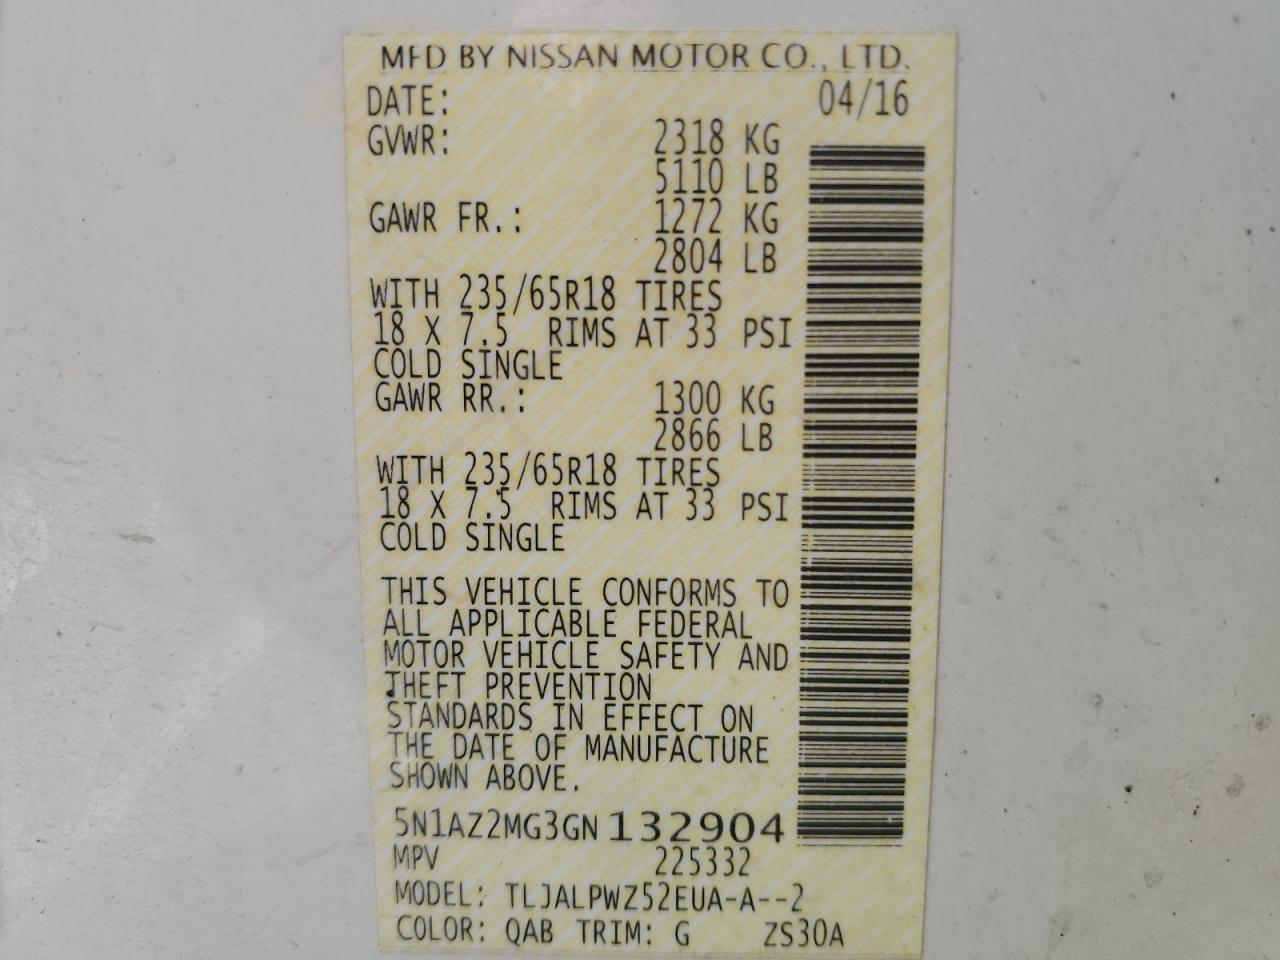 MFD BY NISSAN MOTOR CO., LTD.
DATE: 04/16
GVWR: 2318 KG
5110 LB
GAWR FR.: 1272 KG
2804 LB
WITH 235/65R18 TIRES
18 X 7.5 RIMS AT 33 PSI
COLD SINGLE
GAWR RR.: 1300 KG
2866 LB
WITH 235/65R18 TIRES
18 X 7.5 RIMS AT 33 PSI
COLD SINGLE
THIS VEHICLE CONFORMS TO
ALL APPLICABLE FEDERAL
MOTOR VEHICLE SAFETY AND
THEFT PREVENTION
STANDARDS IN EFFECT ON
THE DATE OF MANUFACTURE
SHOWN ABOVE.
5N1AZ2MG3GN132904
MPV 225332
MODEL: TLJALPWZ52EUA-A--2
COLOR: QAB TRIM: G ZS30A